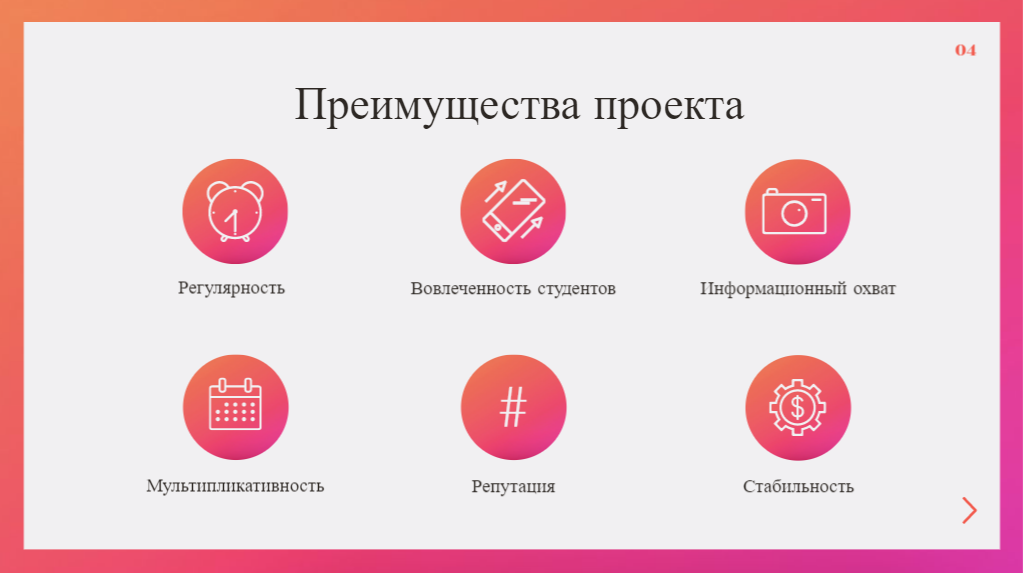 04
Преимущества проекта
Регулярность
Вовлеченность студентов
Информационный охват
#
$
Мультипликативность
Репутация
Стабильность